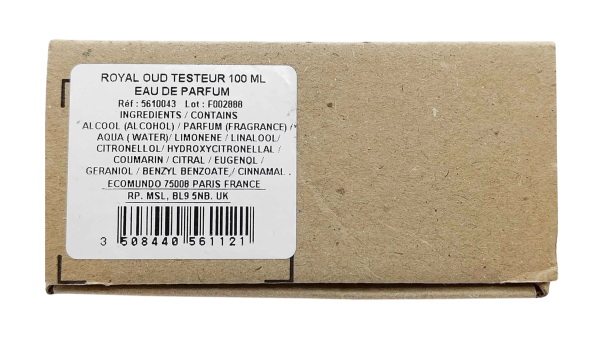 ROYAL OUD TESTEUR 100 ML
EAU DE PARFUM
Réf : 5610043 Lot : F002888
INGREDIENTS / CONTAINS
ALCOOL (ALCOHOL) / PARFUM (FRAGRANCE) /
AQUA ( WATER)/ LIMONENE / LINALOOL/
CITRONELLOL/ HYDROXYCITRONELLAL /
COUMARIN / CITRAL / EUGENOL /
GERANIOL / BENZYL BENZOATE / CINNAMAL .
ECOMUNDO 75008 PARIS FRANCE
RP. MSL, BL9 5NB. UK
3 508440 561121